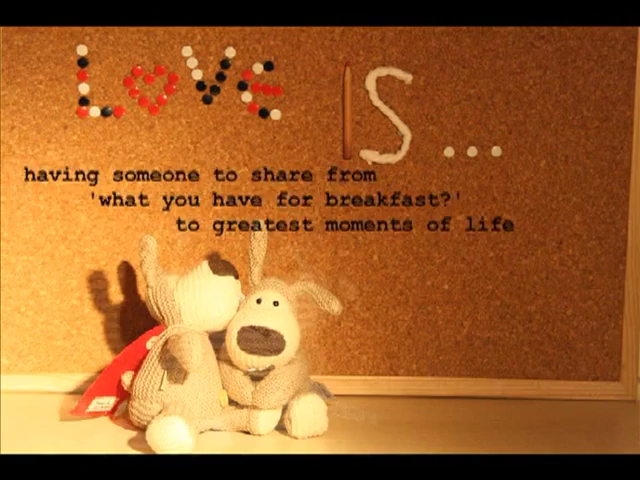 LOVE IS...
having someone to share from
'what you have for breakfast?'
to greatest moments of life